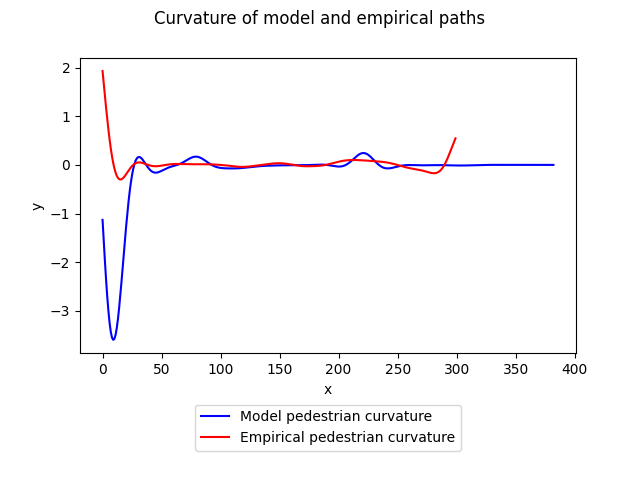 Curvature of model and empirical paths
2
1
0
−1
−2
−3
y
0 50 100 150 200 250 300 350 400
x
Model pedestrian curvature
Empirical pedestrian curvature